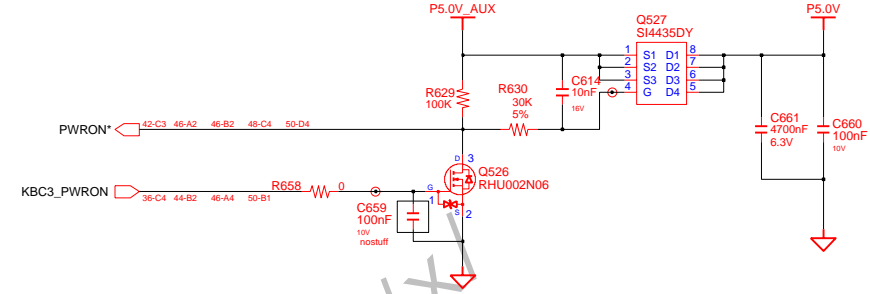 P5.0V_AUX
P5.0V
Q527
SI4435DY
1 S1 D1 8
2 S2 D2 7
3 S3 D3 6
4 G D4 5
R629
100K
R630
30K
5%
C614
10nF
16V
C661
4700nF
6.3V
C660
100nF
10V
PWRON* 42-C3 46-A2 46-B2 48-C4 50-D4
D 3
Q526
RHU002N06
KBC3_PWRON 36-C4 44-B2 46-A4 50-B1
R658 0
G
1
S
2
C659
100nF
10V
nostuff